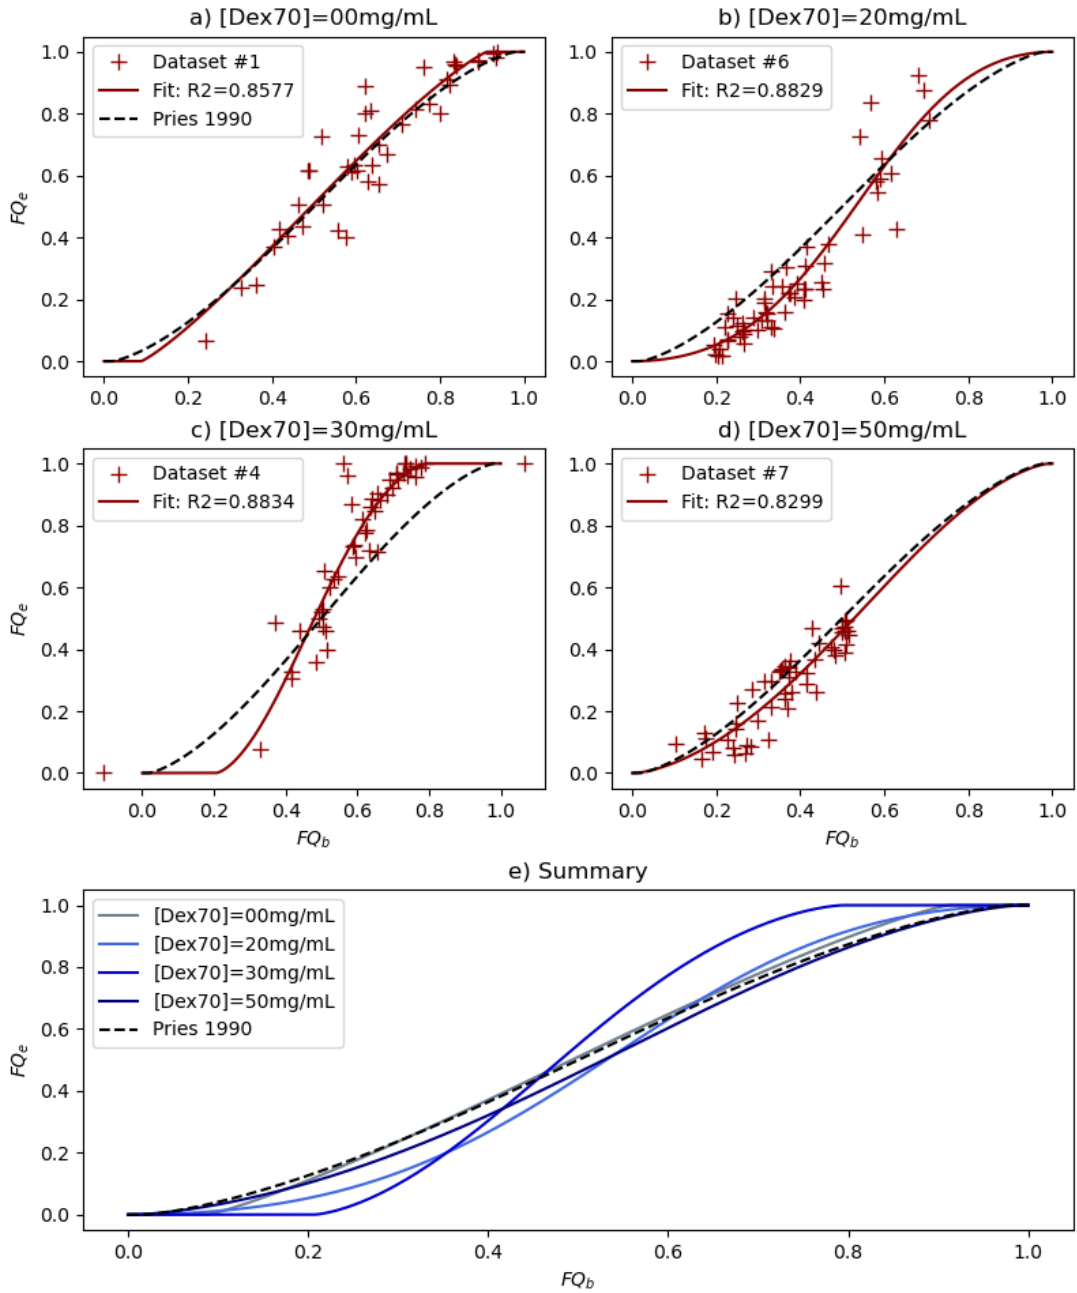 a) [Dex70]=00mg/mL
Dataset #1
Fit: R2=0.8577
Pries 1990
1.0
0.8
0.6
0.4
0.2
0.0
FQe
0.0 0.2 0.4 0.6 0.8 1.0
b) [Dex70]=20mg/mL
Dataset #6
Fit: R2=0.8829
1.0
0.8
0.6
0.4
0.2
0.0
0.0 0.2 0.4 0.6 0.8 1.0
c) [Dex70]=30mg/mL
Dataset #4
Fit: R2=0.8834
1.0
0.8
0.6
0.4
0.2
0.0
FQe
0.0 0.2 0.4 0.6 0.8 1.0
FQb
d) [Dex70]=50mg/mL
Dataset #7
Fit: R2=0.8299
1.0
0.8
0.6
0.4
0.2
0.0
0.0 0.2 0.4 0.6 0.8 1.0
FQb
e) Summary
[Dex70]=00mg/mL
[Dex70]=20mg/mL
[Dex70]=30mg/mL
[Dex70]=50mg/mL
Pries 1990
1.0
0.8
0.6
0.4
0.2
0.0
FQe
0.0 0.2 0.4 0.6 0.8 1.0
FQb